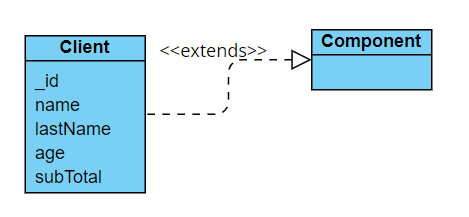 Client
_id
name
lastName
age
subTotal
<<extends>>
Component